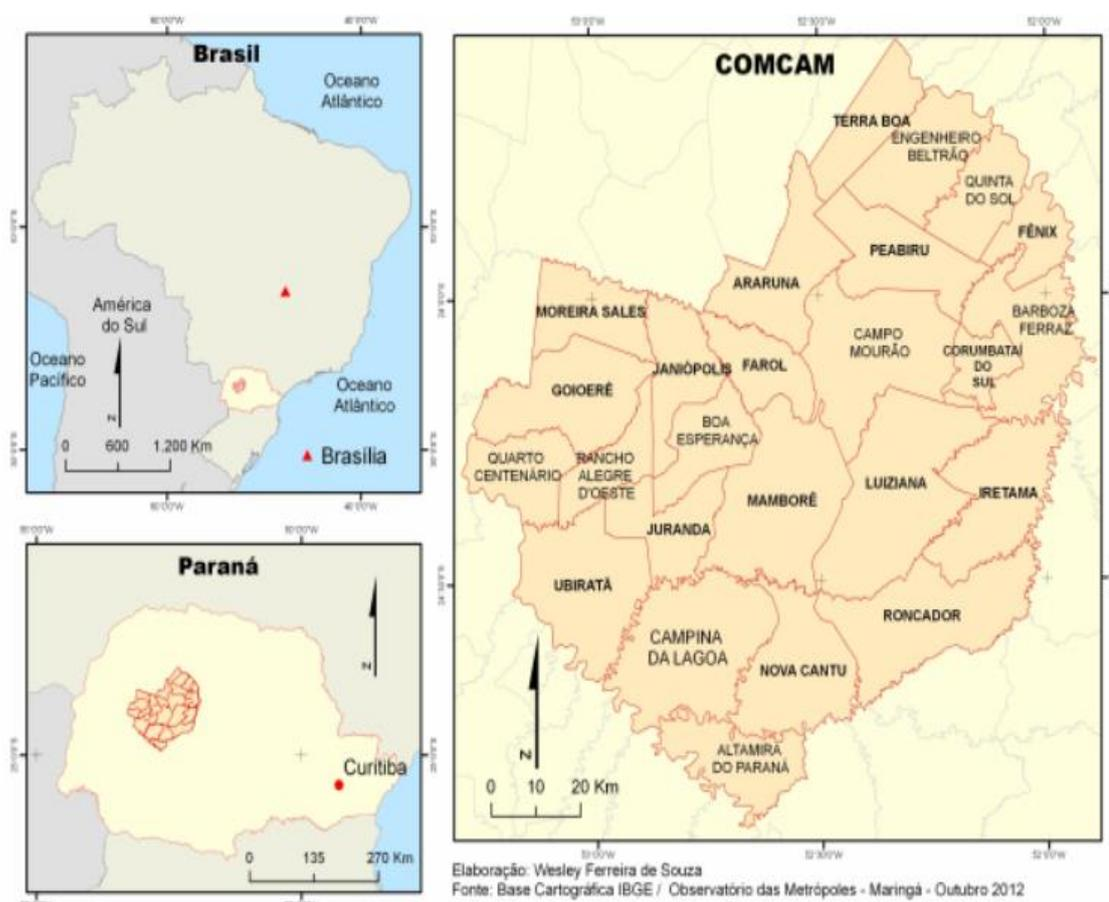 Brasil
Oceano
Atlântico
América
do Sul
Oceano
Pacífico
Oceano
Atlântico
N
0 600 1.200 Km
Brasília
Paraná
N
Curitiba
0 135 270 Km
COMCAM
TERRA BOA
ENGENHEIRO
BELTRÃO
QUINTA
DO SOL
FÊNIX
PEABIRU
ARARUNA
BARBOZA
FERRAZ
MOREIRA SALES
CAMPO
MOURÃO
CORUMBATAÍ
DO
SUL
JANIÓPOLIS
FAROL
GOIOERÊ
BOA
ESPERANÇA
QUARTO
CENTENÁRIO
RANCHO
ALEGRE
D'OESTE
LUIZIANA
IRETAMA
MAMBORÊ
JURANDA
UBIRATÃ
RONCADOR
CAMPINA
DA LAGOA
NOVA CANTU
ALTAMIRA
DO PARANÁ
N
0 10 20 Km
Elaboração: Wesley Ferreira de Souza
Fonte: Base Cartográfica IBGE / Observatório das Metrópoles - Maringá - Outubro 2012